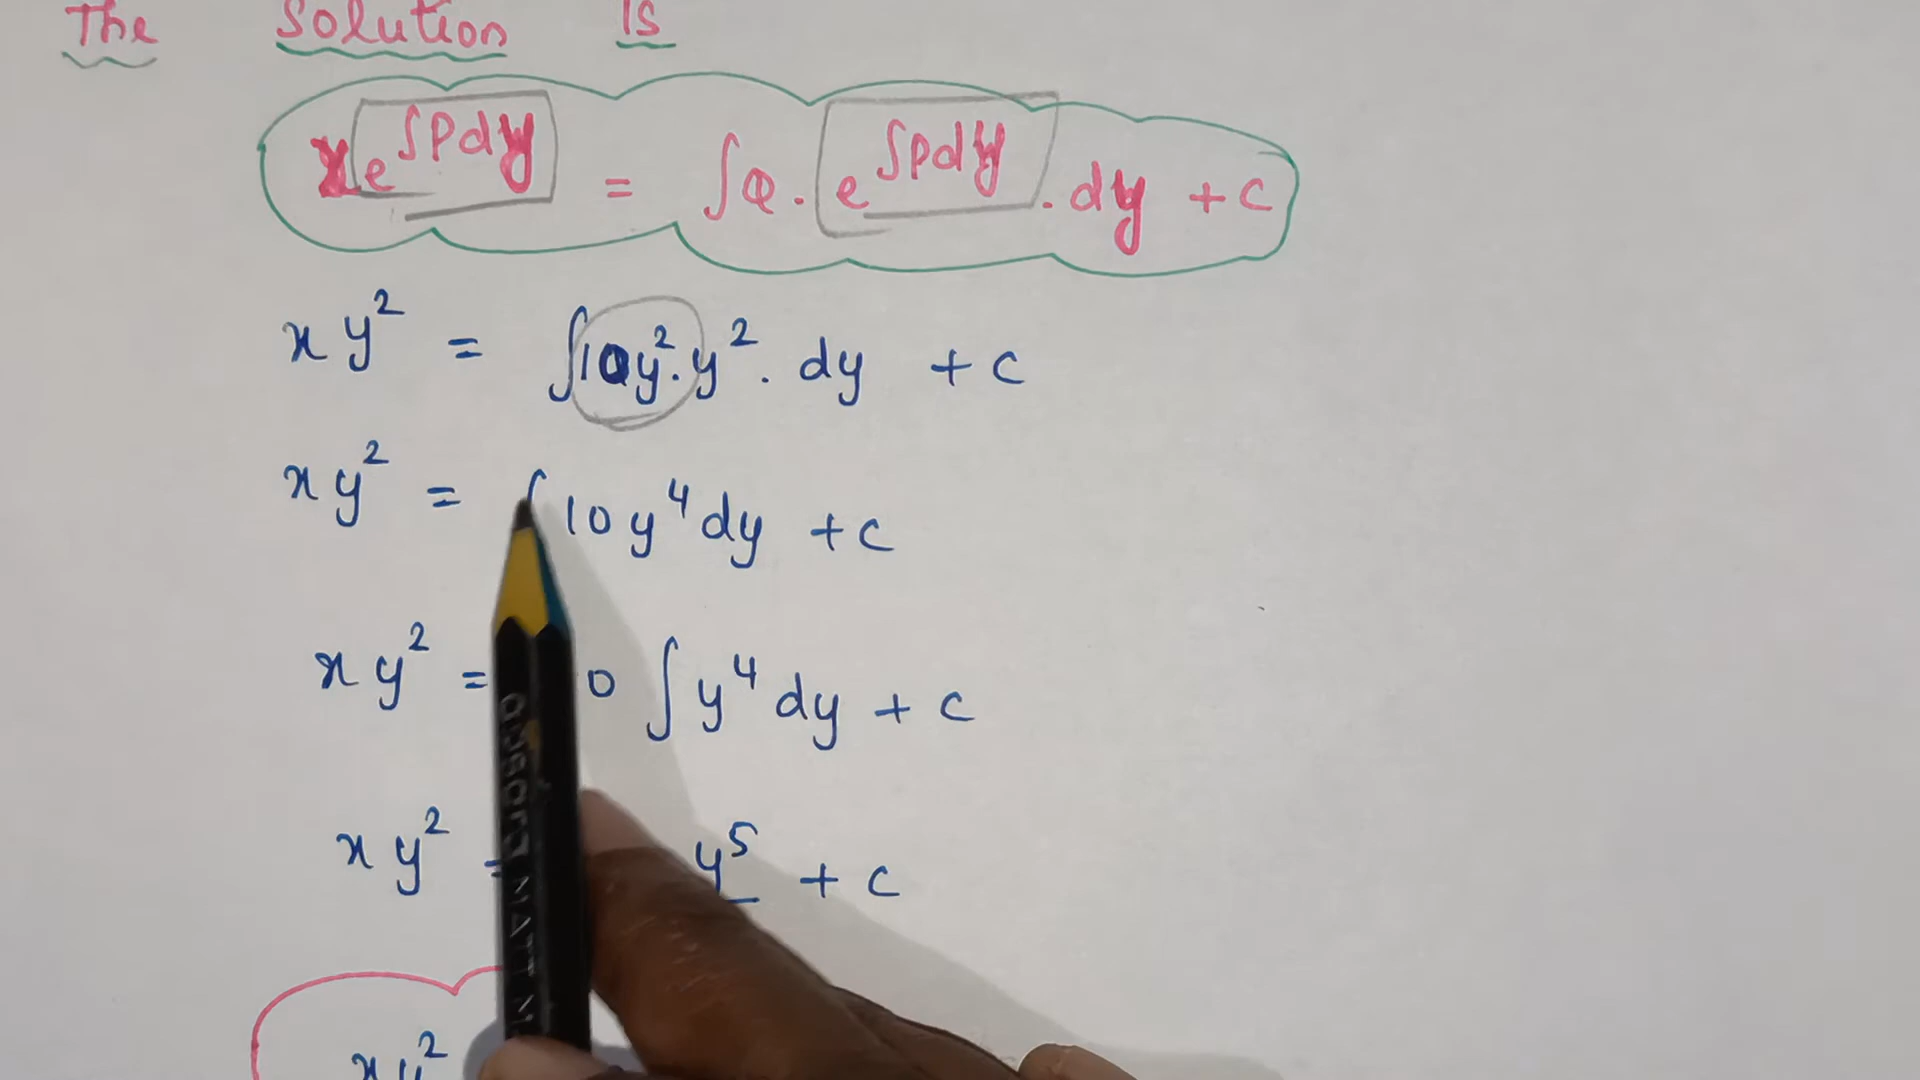 The Solution is
x e^∫Pdy = ∫Q . e^∫Pdy . dy + c
x y² = ∫10y². y² . dy + c
x y² = ∫ 10 y⁴ dy + c
x y² = 0 ∫ y⁴ dy + c
x y² = y⁵ + c
x y²